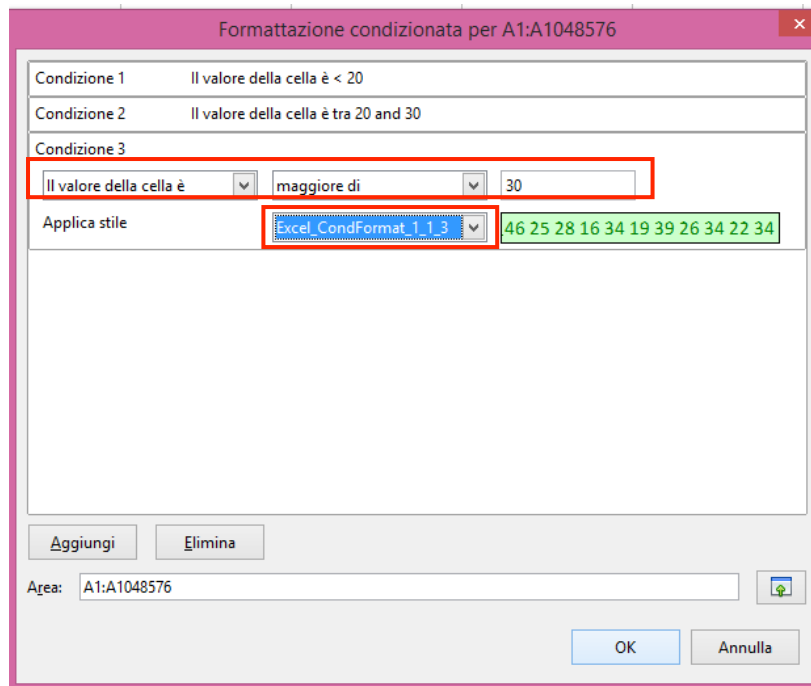 Formattazione condizionata per A1:A1048576
Condizione 1 Il valore della cella è < 20
Condizione 2 Il valore della cella è tra 20 and 30
Condizione 3
Il valore della cella è maggiore di 30
Applica stile Excel_CondFormat_1_1_3 46 25 28 16 34 19 39 26 34 22 34
Aggiungi Elimina
Area: A1:A1048576
OK Annulla